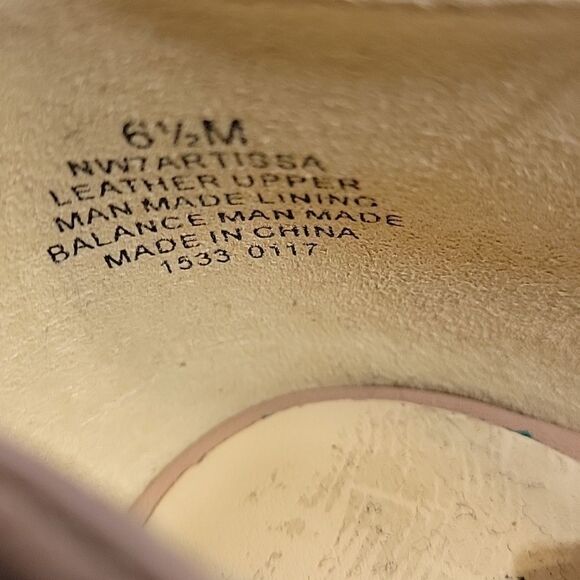 6½M
NW7ARTISSA
LEATHER UPPER
MAN MADE LINING
BALANCE MAN MADE
MADE IN CHINA
1533 0117